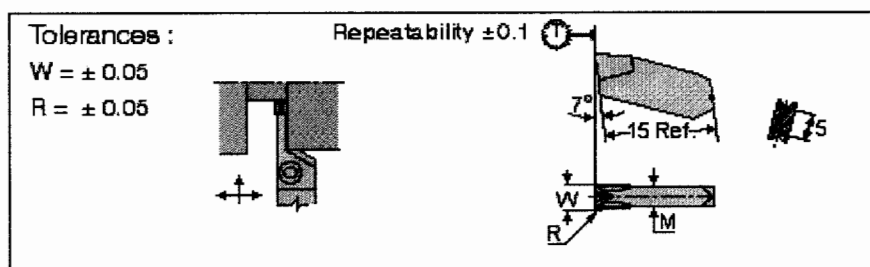 Tolerances :
W = ± 0.05
R = ± 0.05
Repeatability ±0.1 T
7°
15 Ref.
5
W
M
R